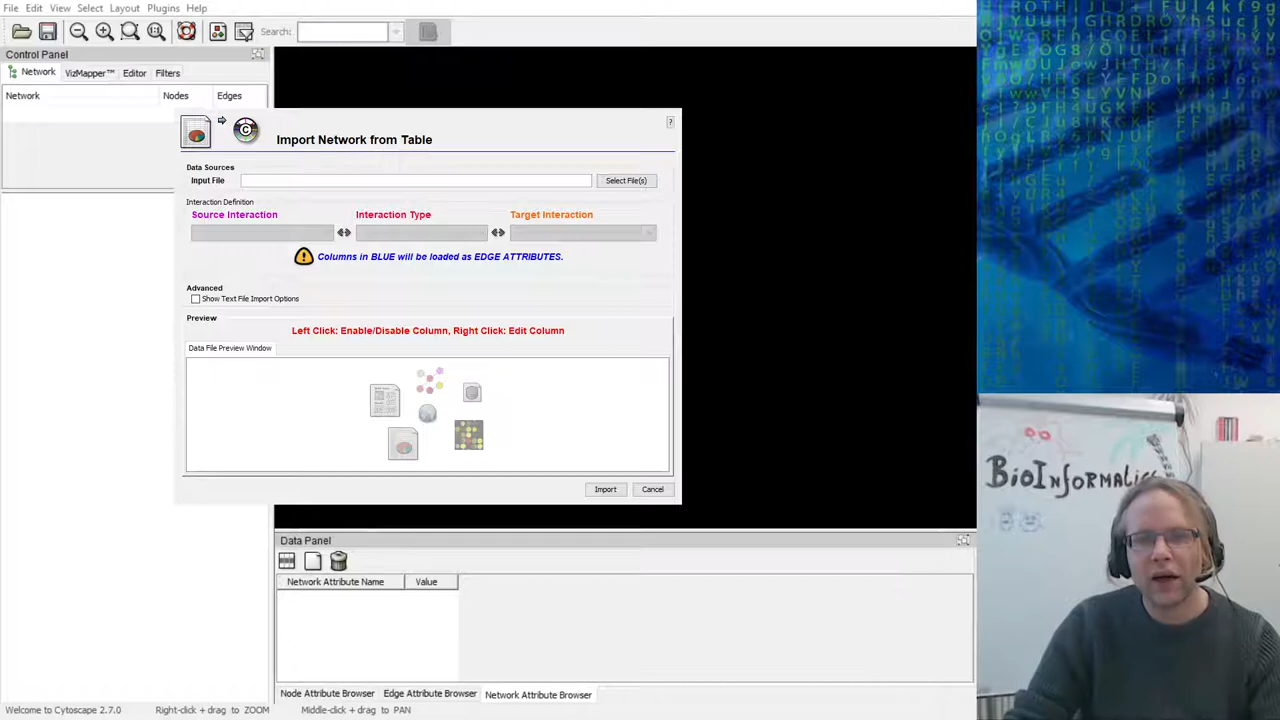 File Edit View Select Layout Plugins Help
Search:
Control Panel
Network VizMapper™ Editor Filters
Network Nodes Edges
Import Network from Table
?
Data Sources
Input File Select File(s)
Interaction Definition
Source Interaction Interaction Type Target Interaction
Columns in BLUE will be loaded as EDGE ATTRIBUTES.
Advanced
Show Text File Import Options
Preview
Left Click: Enable/Disable Column, Right Click: Edit Column
Data File Preview Window
Import Cancel
BioInformatics
Data Panel
Network Attribute Name Value
Node Attribute Browser Edge Attribute Browser Network Attribute Browser
Welcome to Cytoscape 2.7.0 Right-click + drag to ZOOM Middle-click + drag to PAN